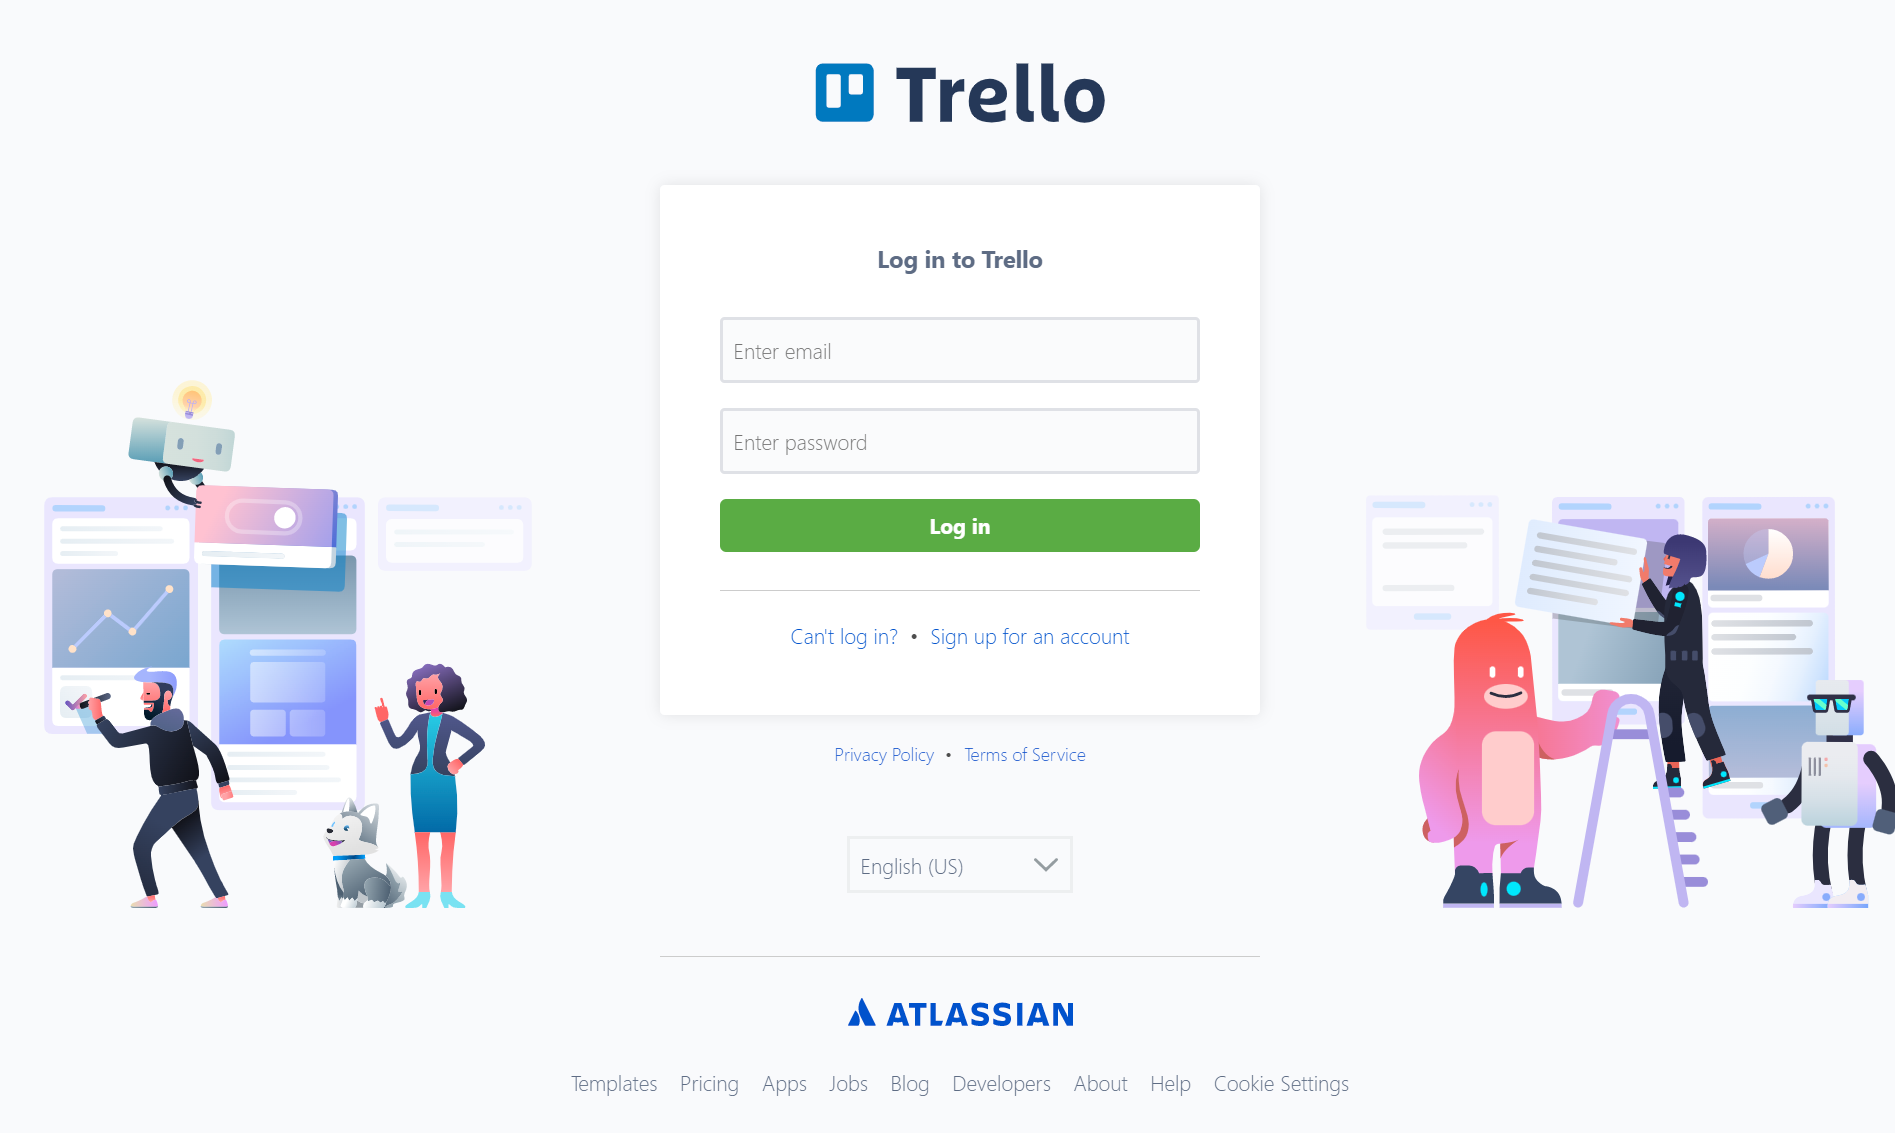 Trello
Log in to Trello
Enter email
Enter password
Log in
Can't log in? • Sign up for an account
Privacy Policy • Terms of Service
English (US)
ATLASSIAN
Templates Pricing Apps Jobs Blog Developers About Help Cookie Settings